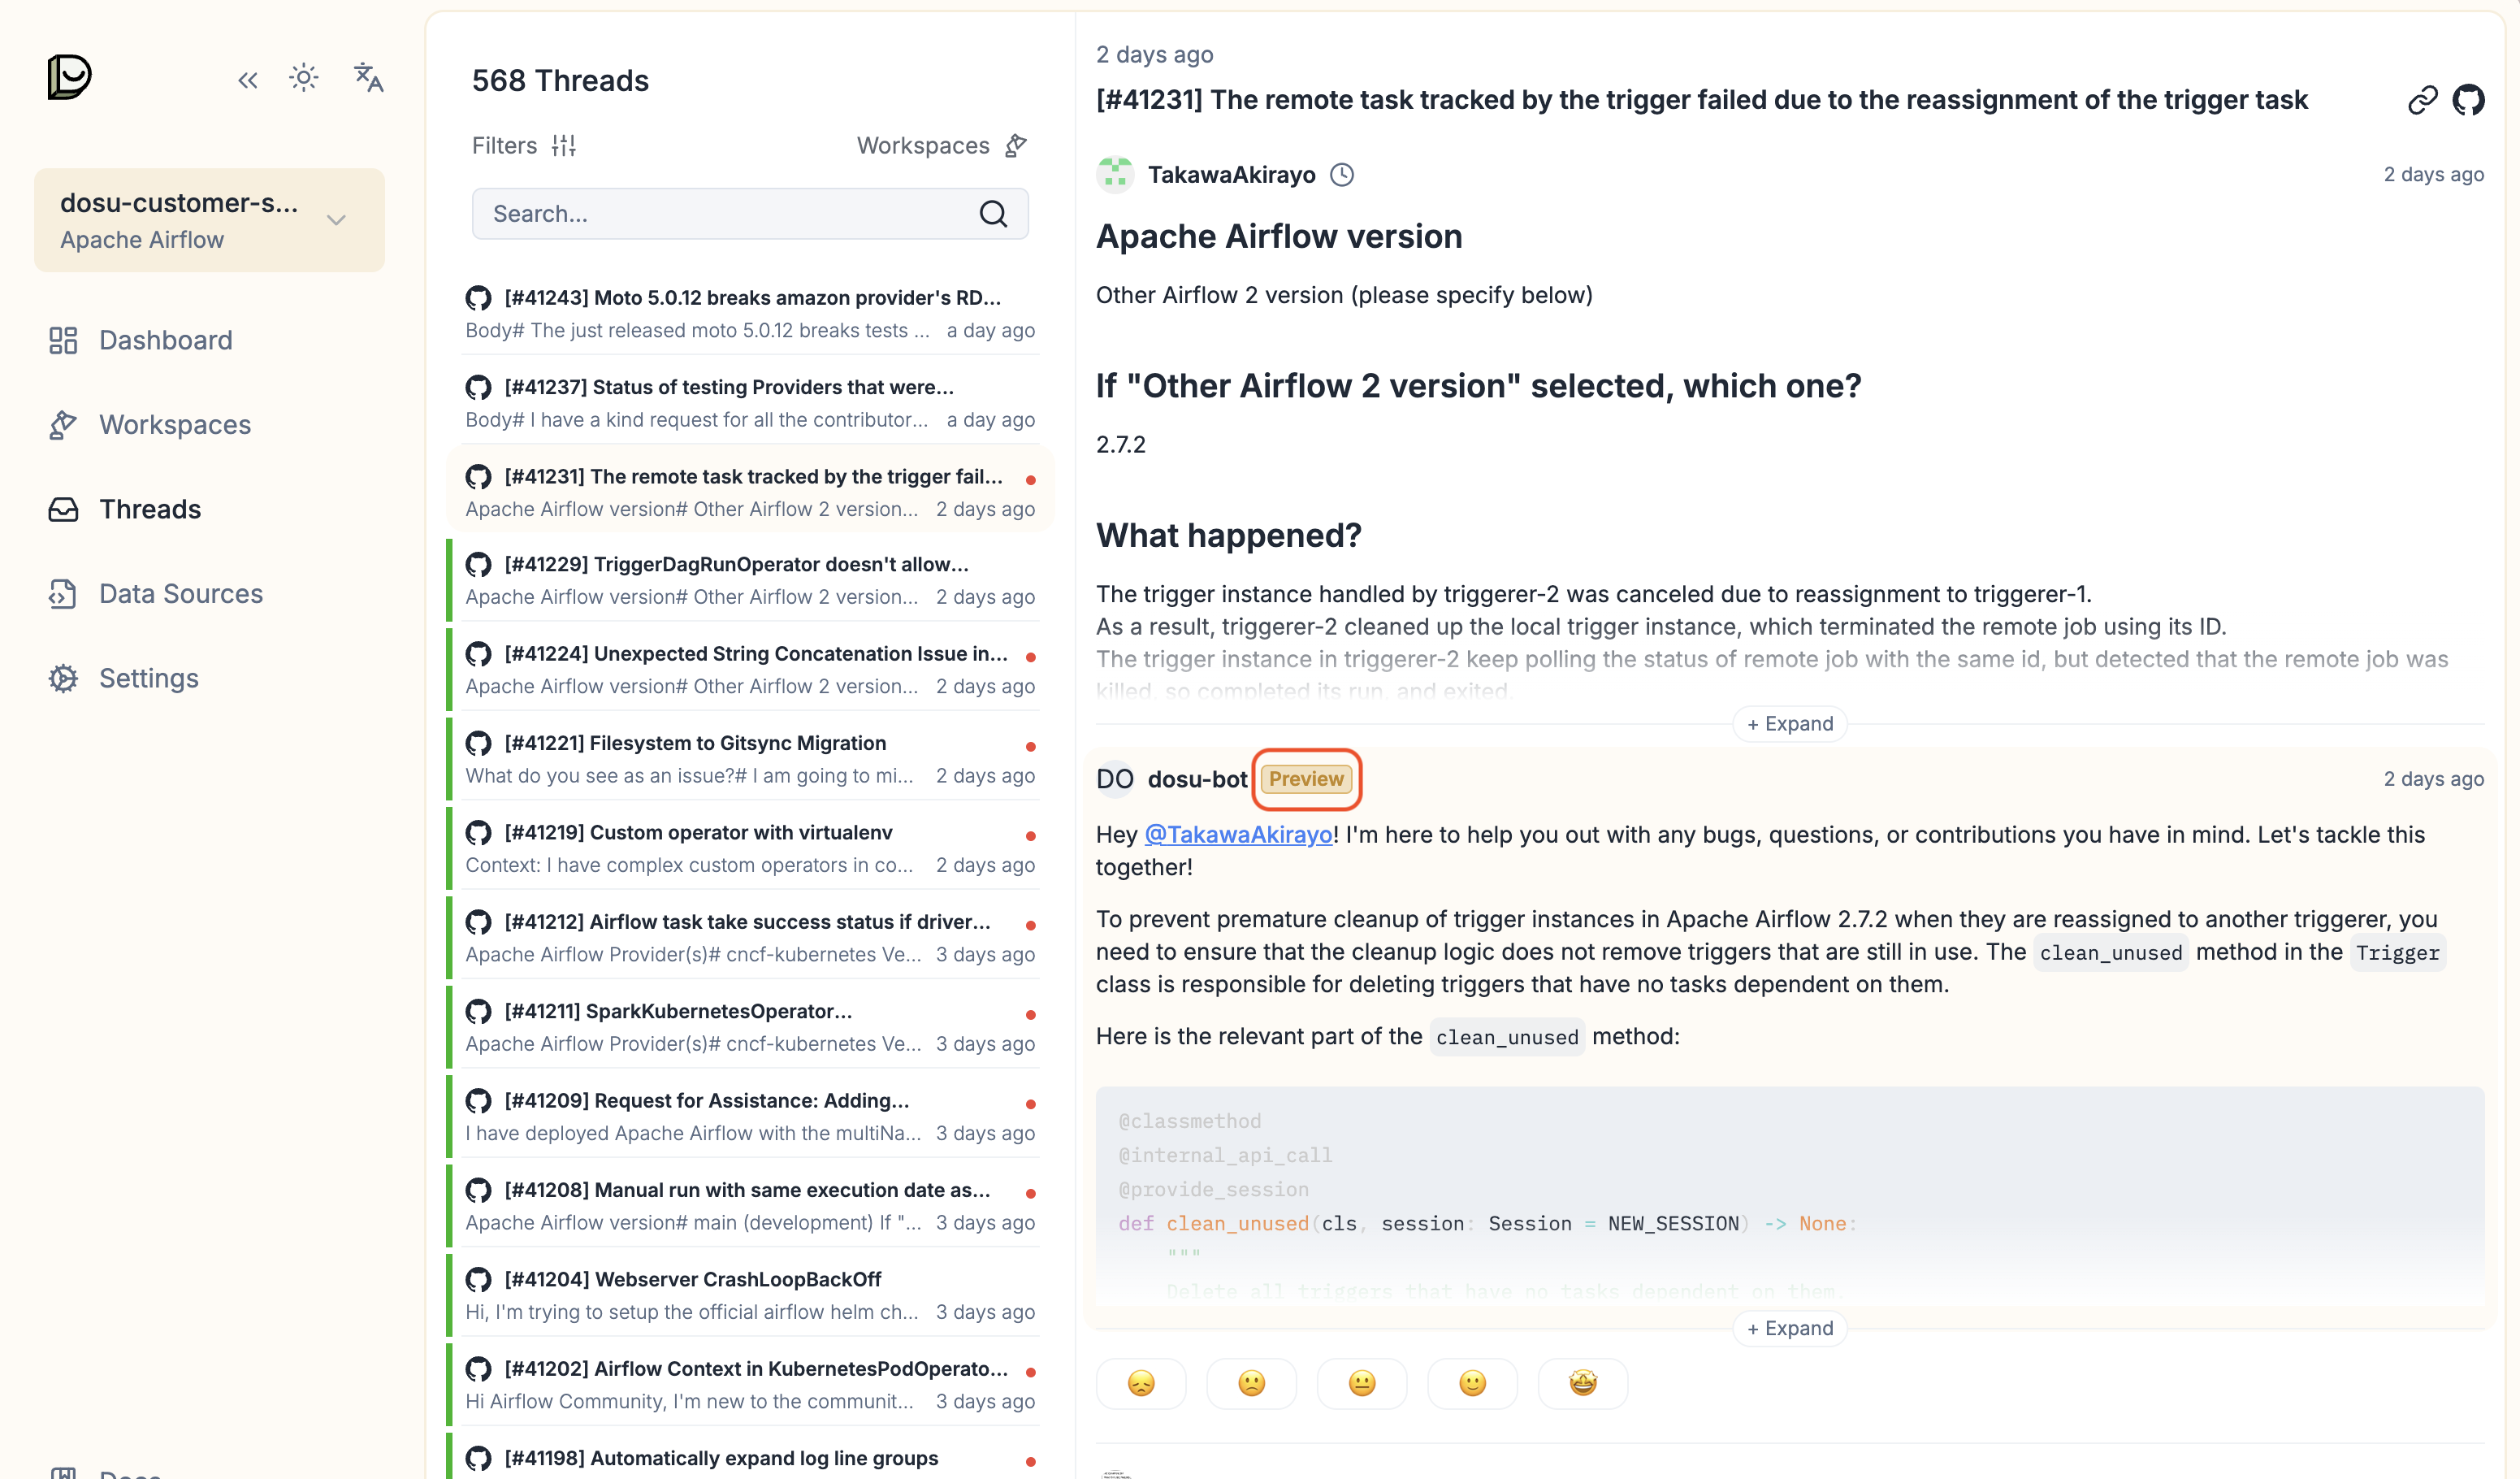 dosu-customer-s...
Apache Airflow
Dashboard
Workspaces
Threads
Data Sources
Settings
568 Threads
Filters
Workspaces
Search...
[#41243] Moto 5.0.12 breaks amazon provider's RD...
Body# The just released moto 5.0.12 breaks tests ... a day ago
[#41237] Status of testing Providers that were...
Body# I have a kind request for all the contributor... a day ago
[#41231] The remote task tracked by the trigger fail...
Apache Airflow version# Other Airflow 2 version... 2 days ago
[#41229] TriggerDagRunOperator doesn't allow...
Apache Airflow version# Other Airflow 2 version... 2 days ago
[#41224] Unexpected String Concatenation Issue in...
Apache Airflow version# Other Airflow 2 version... 2 days ago
[#41221] Filesystem to Gitsync Migration
What do you see as an issue?# I am going to mi... 2 days ago
[#41219] Custom operator with virtualenv
Context: I have complex custom operators in co... 2 days ago
[#41212] Airflow task take success status if driver...
Apache Airflow Provider(s)# cncf-kubernetes Ve... 3 days ago
[#41211] SparkKubernetesOperator...
Apache Airflow Provider(s)# cncf-kubernetes Ve... 3 days ago
[#41209] Request for Assistance: Adding...
I have deployed Apache Airflow with the multiNa... 3 days ago
[#41208] Manual run with same execution date as...
Apache Airflow version# main (development) If "... 3 days ago
[#41204] Webserver CrashLoopBackOff
Hi, I'm trying to setup the official airflow helm ch... 3 days ago
[#41202] Airflow Context in KubernetesPodOperato...
Hi Airflow Community, I'm new to the communit... 3 days ago
[#41198] Automatically expand log line groups
2 days ago
[#41231] The remote task tracked by the trigger failed due to the reassignment of the trigger task
TakawaAkirayo 2 days ago
Apache Airflow version
Other Airflow 2 version (please specify below)
If "Other Airflow 2 version" selected, which one?
2.7.2
What happened?
The trigger instance handled by triggerer-2 was canceled due to reassignment to triggerer-1.
As a result, triggerer-2 cleaned up the local trigger instance, which terminated the remote job using its ID.
The trigger instance in triggerer-2 keep polling the status of remote job with the same id, but detected that the remote job was
killed, so completed its run, and exited.
+ Expand
DO dosu-bot Preview 2 days ago
Hey @TakawaAkirayo! I'm here to help you out with any bugs, questions, or contributions you have in mind. Let's tackle this
together!
To prevent premature cleanup of trigger instances in Apache Airflow 2.7.2 when they are reassigned to another triggerer, you
need to ensure that the cleanup logic does not remove triggers that are still in use. The clean_unused method in the Trigger
class is responsible for deleting triggers that have no tasks dependent on them.
Here is the relevant part of the clean_unused method:
@classmethod
@internal_api_call
@provide_session
def clean_unused(cls, session: Session = NEW_SESSION) -> None:
"""
Delete all triggers that have no tasks dependent on them.
+ Expand